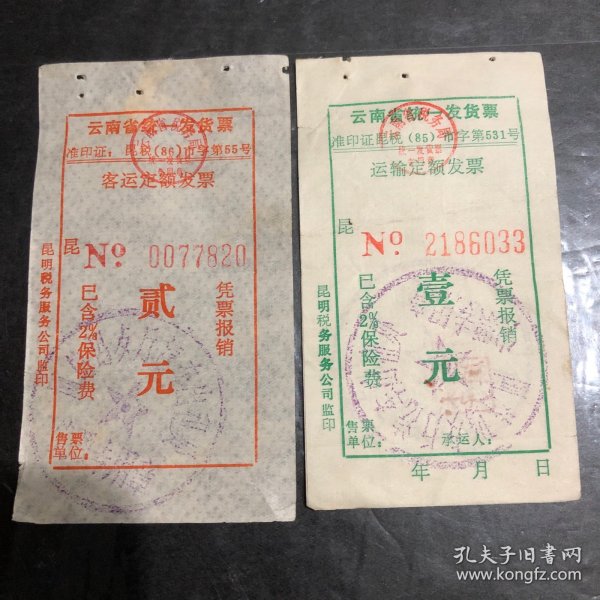 云南省统一发货票
准印证：昆税(86)市字第55号
客运定额发票
昆
No 0077820
凭票报销
贰元
已含2%保险费
昆明税务服务公司监印
售票单位：
云南省统一发货票
准印证昆税(85)市字第531号
运输定额发票
昆
No 2186033
凭票报销
壹元
已含2%保险费
昆明税务服务公司监印
售票单位：
承运人：
年 月 日
孔夫子旧书网
www.kongfz.com